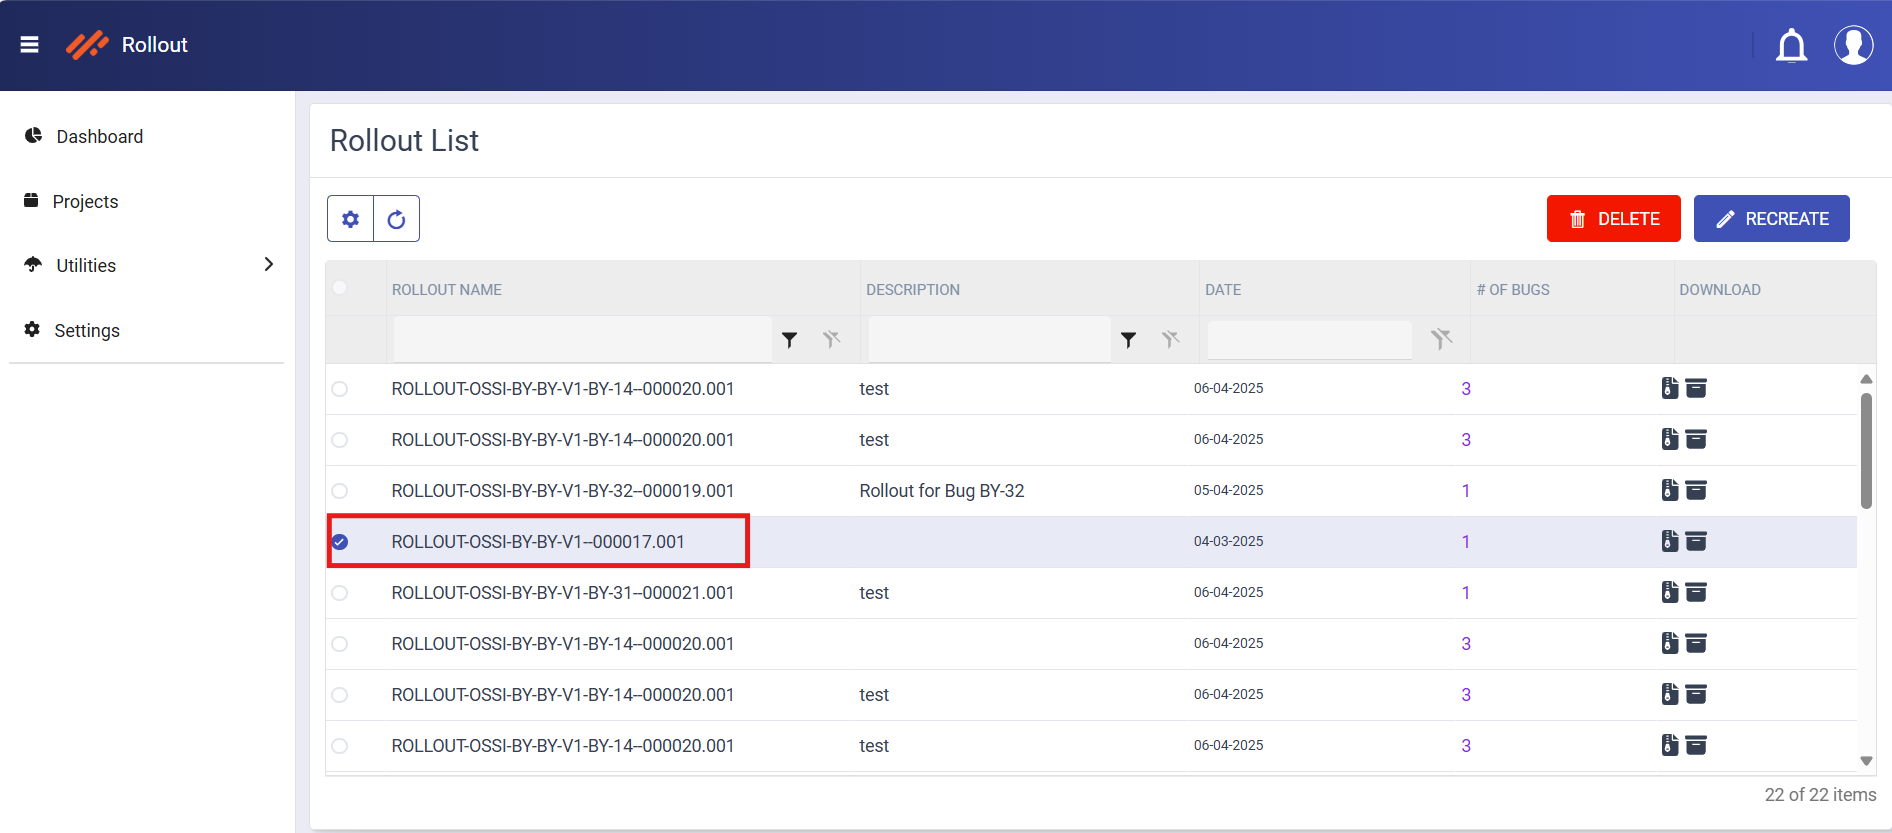 Rollout
Dashboard
Projects
Utilities
Settings
Rollout List
DELETE
RECREATE
ROLLOUT NAME DESCRIPTION DATE # OF BUGS DOWNLOAD
ROLLOUT-OSSI-BY-BY-V1-BY-14--000020.001 test 06-04-2025 3
ROLLOUT-OSSI-BY-BY-V1-BY-14--000020.001 test 06-04-2025 3
ROLLOUT-OSSI-BY-BY-V1-BY-32--000019.001 Rollout for Bug BY-32 05-04-2025 1
ROLLOUT-OSSI-BY-BY-V1--000017.001 04-03-2025 1
ROLLOUT-OSSI-BY-BY-V1-BY-31--000021.001 test 06-04-2025 1
ROLLOUT-OSSI-BY-BY-V1-BY-14--000020.001 06-04-2025 3
ROLLOUT-OSSI-BY-BY-V1-BY-14--000020.001 test 06-04-2025 3
ROLLOUT-OSSI-BY-BY-V1-BY-14--000020.001 test 06-04-2025 3
22 of 22 items